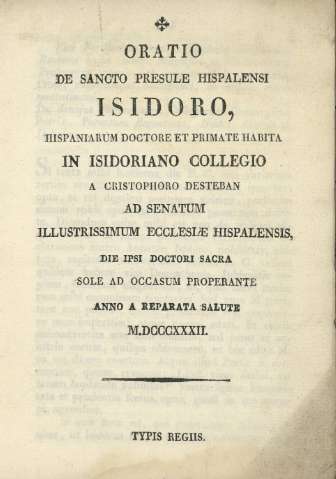 ORATIO
DE SANCTO PRESULE HISPALENSI
ISIDORO,
HISPANIARUM DOCTORE ET PRIMATE HABITA
IN ISIDORIANO COLLEGIO
A CRISTOPHORO DESTEBAN
AD SENATUM
ILLUSTRISSIMUM ECCLESIÆ HISPALENSIS,
DIE IPSI DOCTORI SACRA
SOLE AD OCCASUM PROPERANTE
ANNO A REPARATA SALUTE
M.DCCCXXXII.
TYPIS REGIIS.